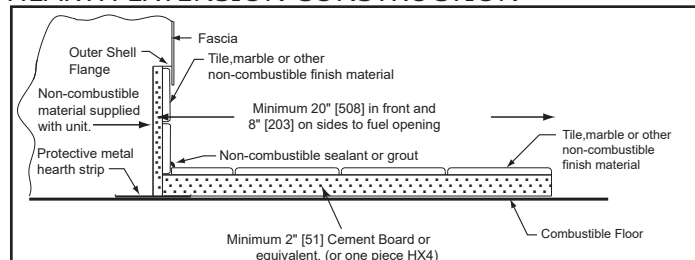 HEARTH EXTENSION CONSTRUCTION
Fascia
Outer Shell
Flange
Tile,marble or other
non-combustible finish material
Non-combustible
material supplied
with unit.
Minimum 20" [508] in front and
8" [203] on sides to fuel opening
Tile,marble or other
non-combustible
finish material
Protective metal
hearth strip
Non-combustible sealant or grout
Combustible Floor
Minimum 2" [51] Cement Board or
equivalent. (or one piece HX4)